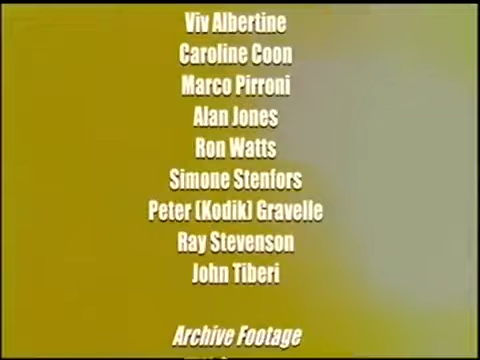 Viv Albertine
Caroline Coon
Marco Pirroni
Alan Jones
Ron Watts
Simone Stenfors
Peter (Kodik) Gravelle
Ray Stevenson
John Tiberi
Archive Footage